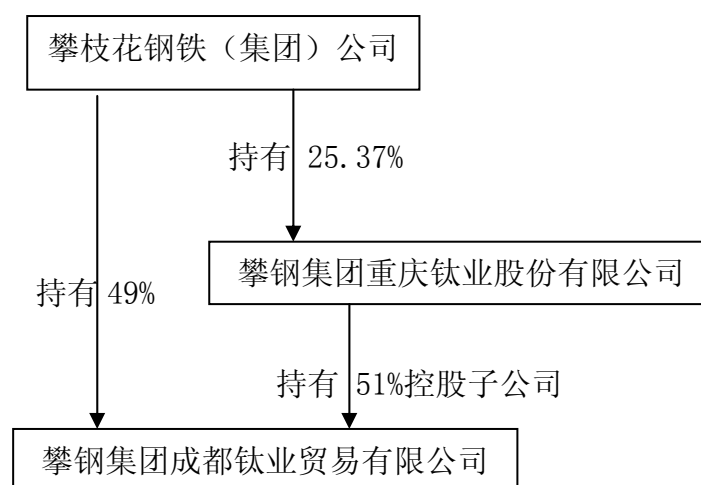 攀枝花钢铁（集团）公司
持有 25.37%
攀钢集团重庆钛业股份有限公司
持有 49%
持有 51%控股子公司
攀钢集团成都钛业贸易有限公司